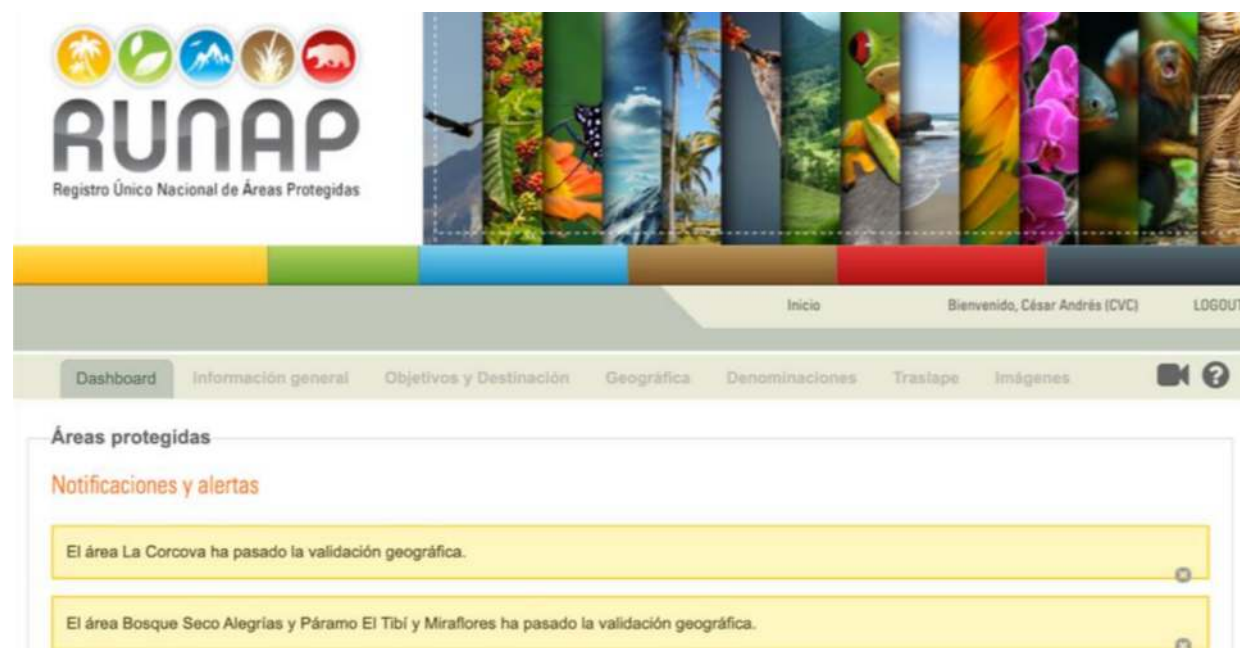 RUNAP
Registro Único Nacional de Áreas Protegidas
Inicio
Bienvenido, César Andrés (CVC)
LOGOUT
Dashboard
Información general
Objetivos y Destinación
Geográfica
Denominaciones
Traslape
Imágenes
Áreas protegidas
Notificaciones y alertas
El área La Corcova ha pasado la validación geográfica.
El área Bosque Seco Alegrías y Páramo El Tibí y Miraflores ha pasado la validación geográfica.